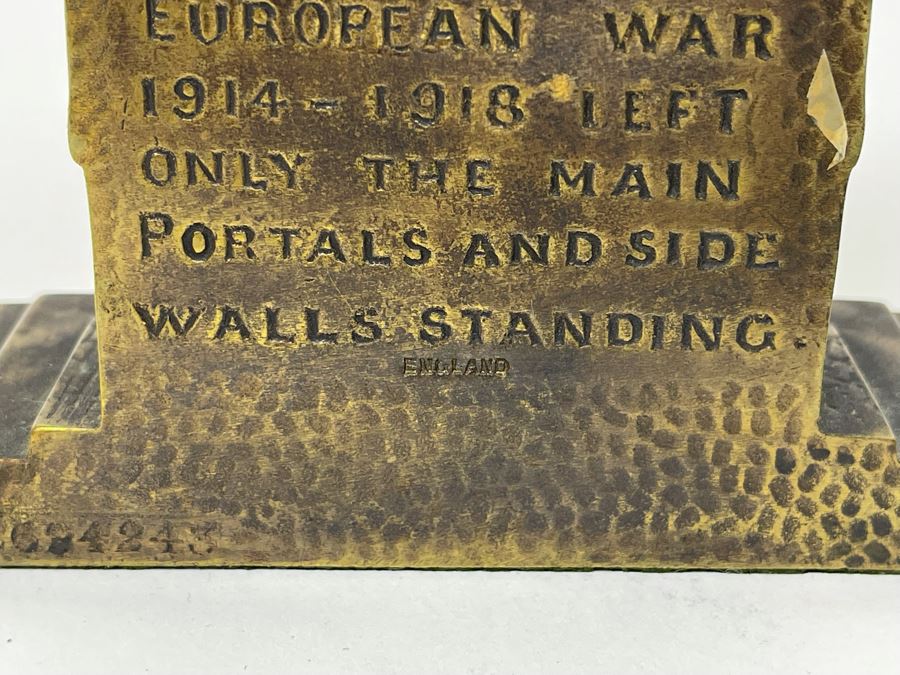 EUROPEAN WAR
1914 - 1918 LEFT
ONLY THE MAIN
PORTALS AND SIDE
WALLS STANDING.
ENGLAND